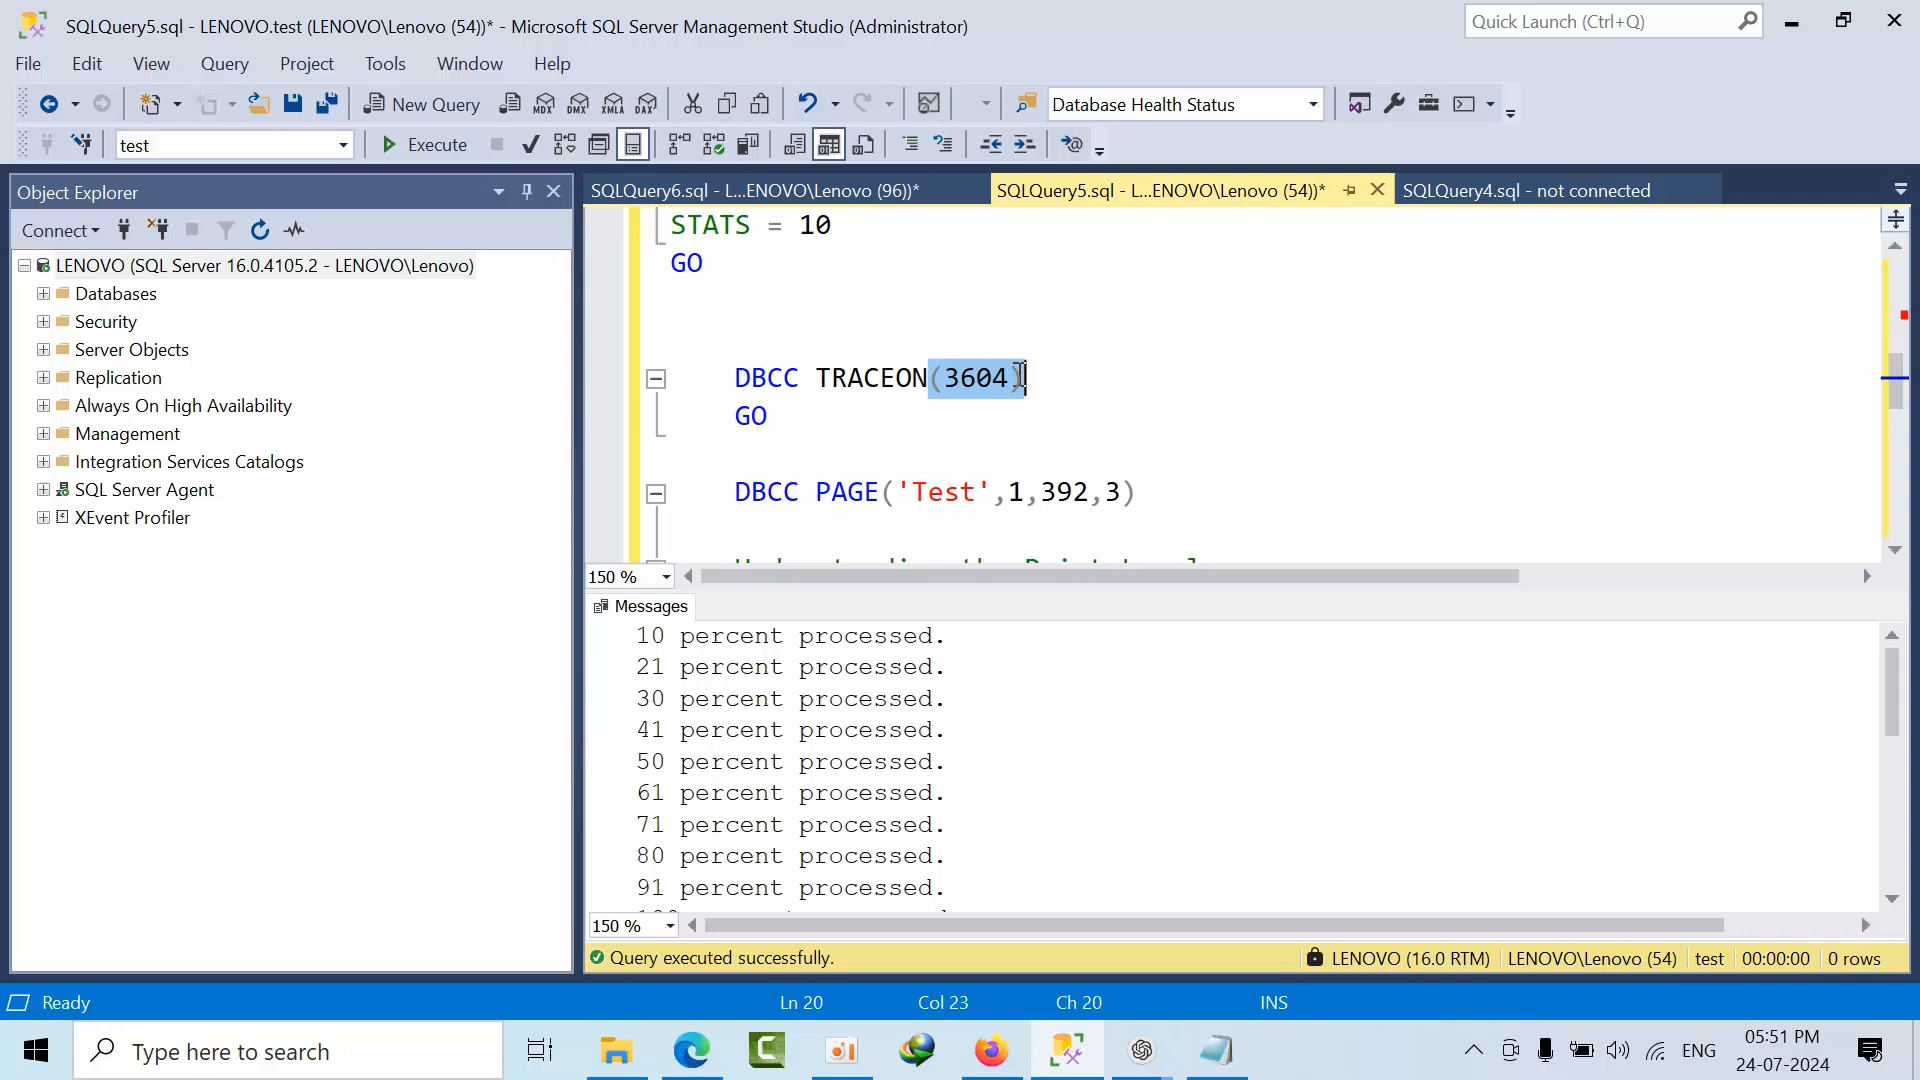 SQLQuery5.sql - LENOVO.test (LENOVO\Lenovo (54))* - Microsoft SQL Server Management Studio (Administrator)
Quick Launch (Ctrl+Q)
File Edit View Query Project Tools Window Help
New Query MDX DMX XMLA DAX Database Health Status
test Execute
Object Explorer
Connect
LENOVO (SQL Server 16.0.4105.2 - LENOVO\Lenovo)
Databases
Security
Server Objects
Replication
Always On High Availability
Management
Integration Services Catalogs
SQL Server Agent
XEvent Profiler
SQLQuery6.sql - L...ENOVO\Lenovo (96))* SQLQuery5.sql - L...ENOVO\Lenovo (54))* SQLQuery4.sql - not connected
STATS = 10
GO
DBCC TRACEON(3604)
GO
DBCC PAGE('Test',1,392,3)
150 %
Messages
10 percent processed.
21 percent processed.
30 percent processed.
41 percent processed.
50 percent processed.
61 percent processed.
71 percent processed.
80 percent processed.
91 percent processed.
150 %
Query executed successfully. LENOVO (16.0 RTM) LENOVO\Lenovo (54) test 00:00:00 0 rows
Ready Ln 20 Col 23 Ch 20 INS
Type here to search
ENG
05:51 PM
24-07-2024